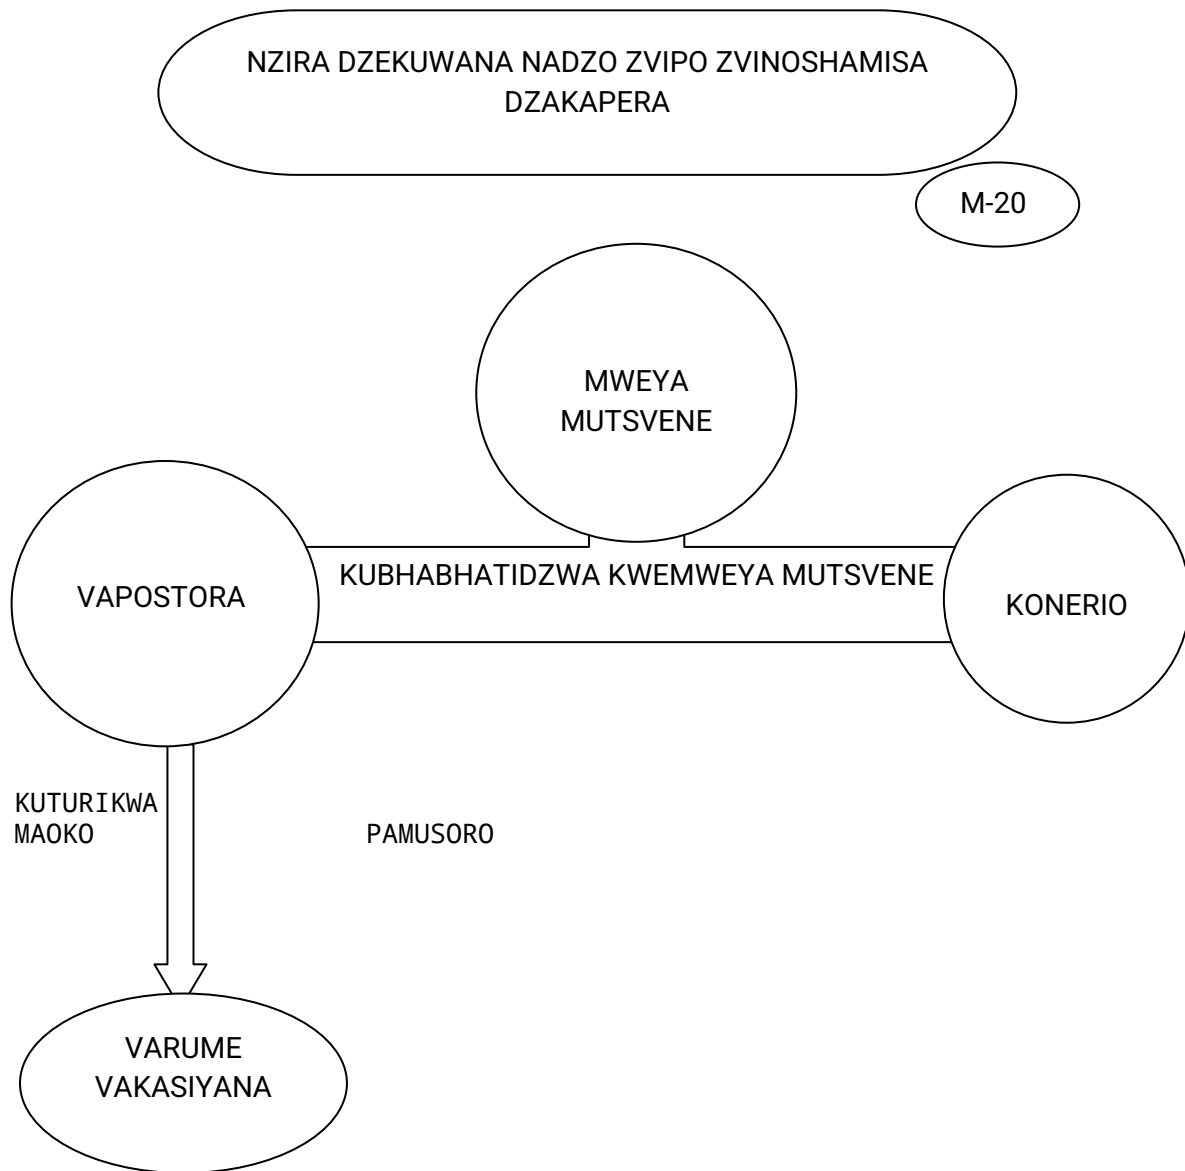 NZIRA DZEKUWANA NADZO ZVIPO ZVINOSHAMISA
DZAKAPERA
M-20
MWEYA
MUTSVENE
KUBHABHATIDZWA KWEMWEYA MUTSVENE
VAPOSTORA
KONERIO
KUTURIKWA
MAOKO PAMUSORO
VARUME
VAKASIYANA